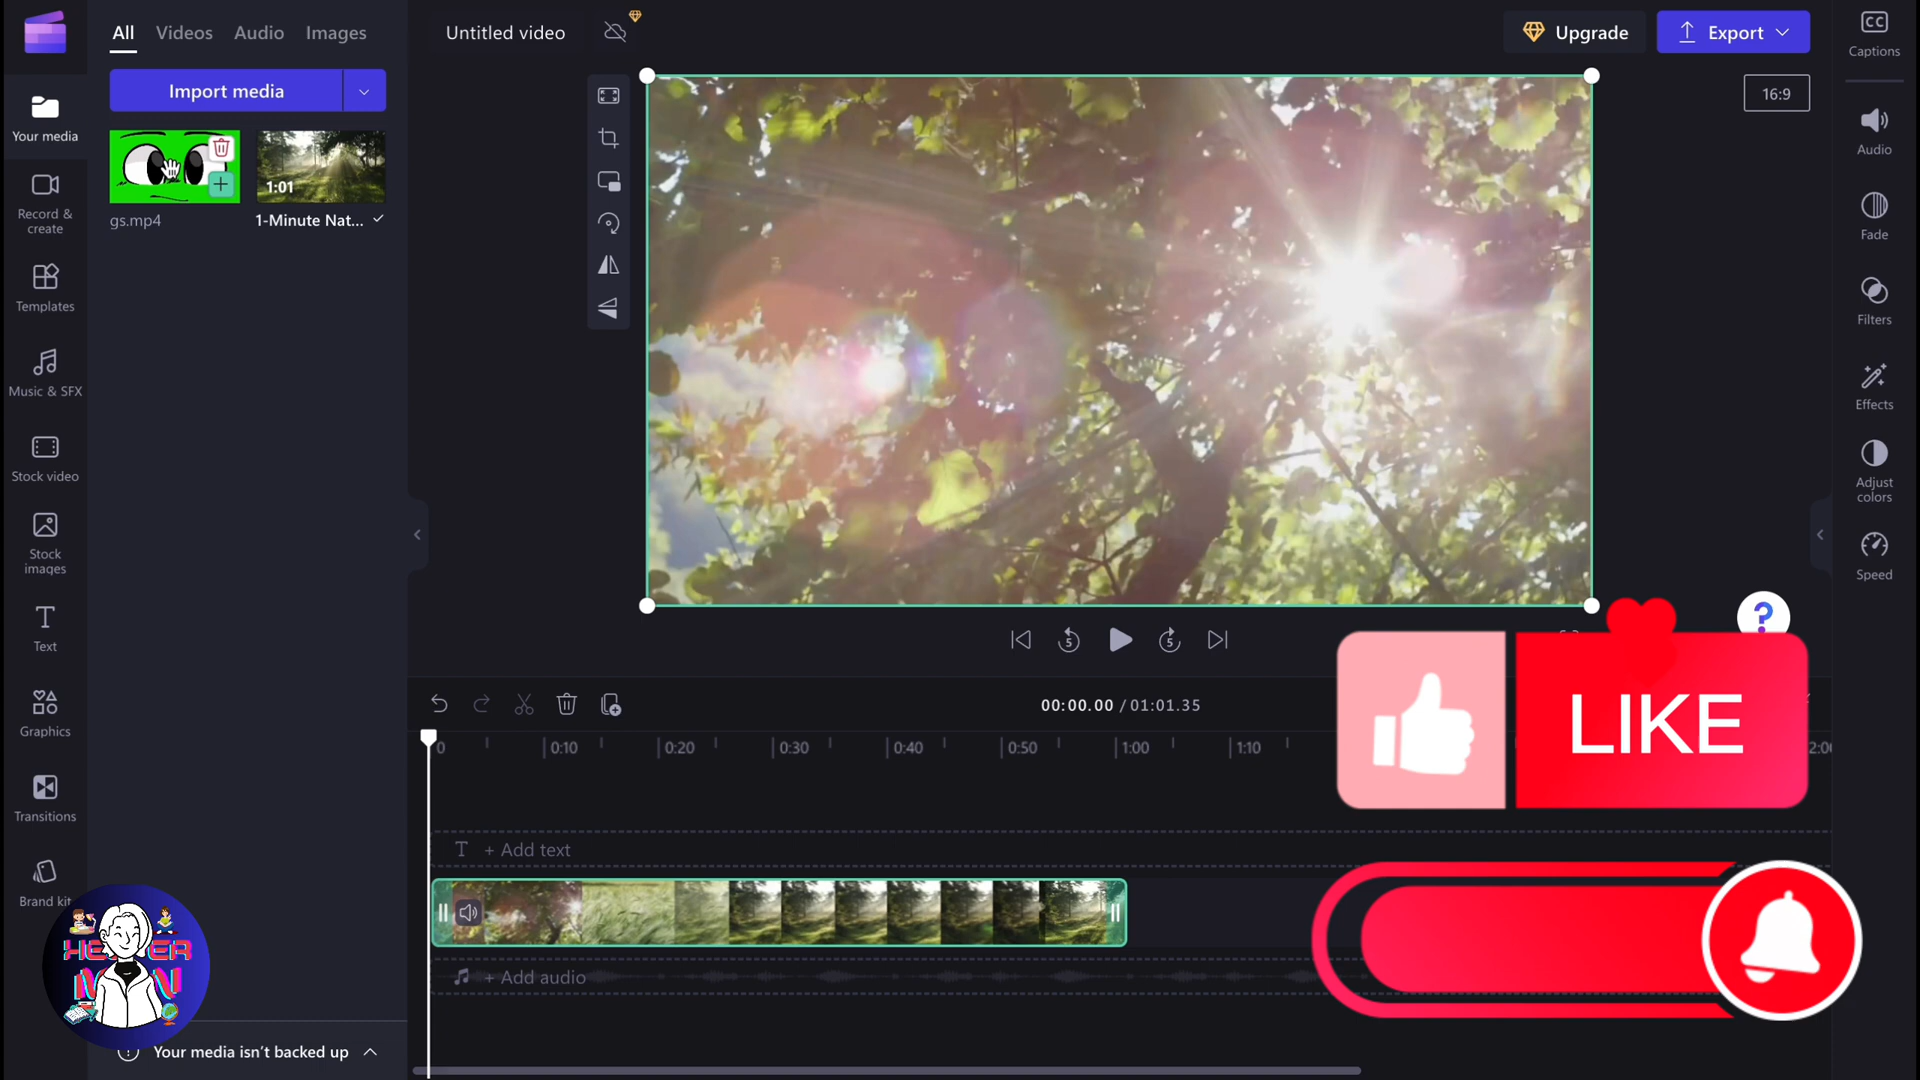 All Videos Audio Images
Untitled video
Upgrade
Export
Captions
Import media
16:9
Your media
1:01
gs.mp4
1-Minute Nat...
Record &
create
Templates
Music & SFX
Stock video
Stock
images
Text
Graphics
Transitions
Brand kit
Audio
Fade
Filters
Effects
Adjust
colors
Speed
?
5
5
LIKE
00:00.00 / 01:01.35
0 0:10 0:20 0:30 0:40 0:50 1:00 1:10
T + Add text
+ Add audio
Your media isn't backed up